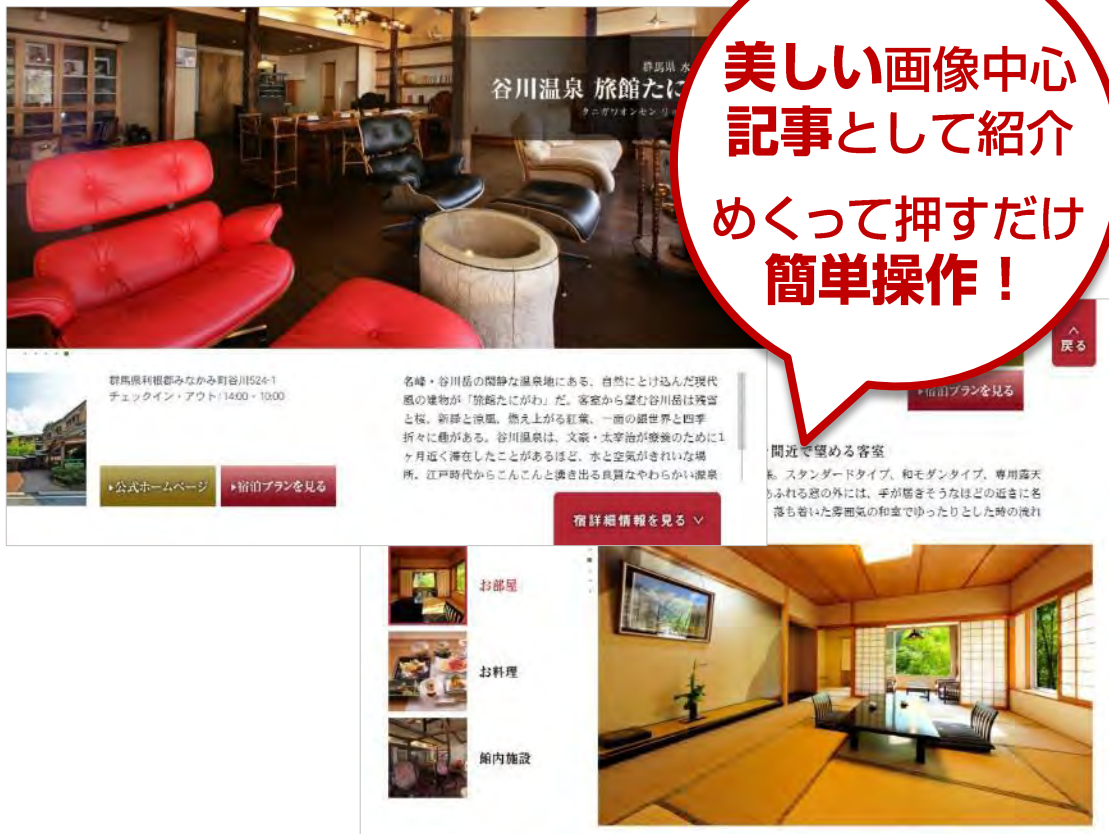 美しい画像中心
記事として紹介
めくって押すだけ
簡単操作！
群馬県 水
谷川温泉 旅館たに
タニガワオンセン リ
群馬県利根郡みなかみ町谷川524-1
チェックイン・アウト/14:00・10:00
▸公式ホームページ
▸宿泊プランを見る
名峰・谷川岳の閑静な温泉地にある、自然にとけ込んだ現代
風の建物が「旅館たにがわ」だ。客室から望む谷川岳は残雪
と桜、新緑と涼風、燃え上がる紅葉、一面の銀世界と四季
折々に趣がある。谷川温泉は、文豪・太宰治が療養のために1
ヶ月近く滞在したことがあるほど、水と空気がきれいな場
所。江戸時代からこんこんと湧き出る良質なやわらかい源泉
宿詳細情報を見る ∨
戻る
宿泊プランを見る
間近で望める客室
スタンダードタイプ、和モダンタイプ、専用露天
ふれる窓の外には、手が届きそうなほどの近さに名
落ち着いた雰囲気の和室でゆったりとした時の流れ
お部屋
お料理
館内施設